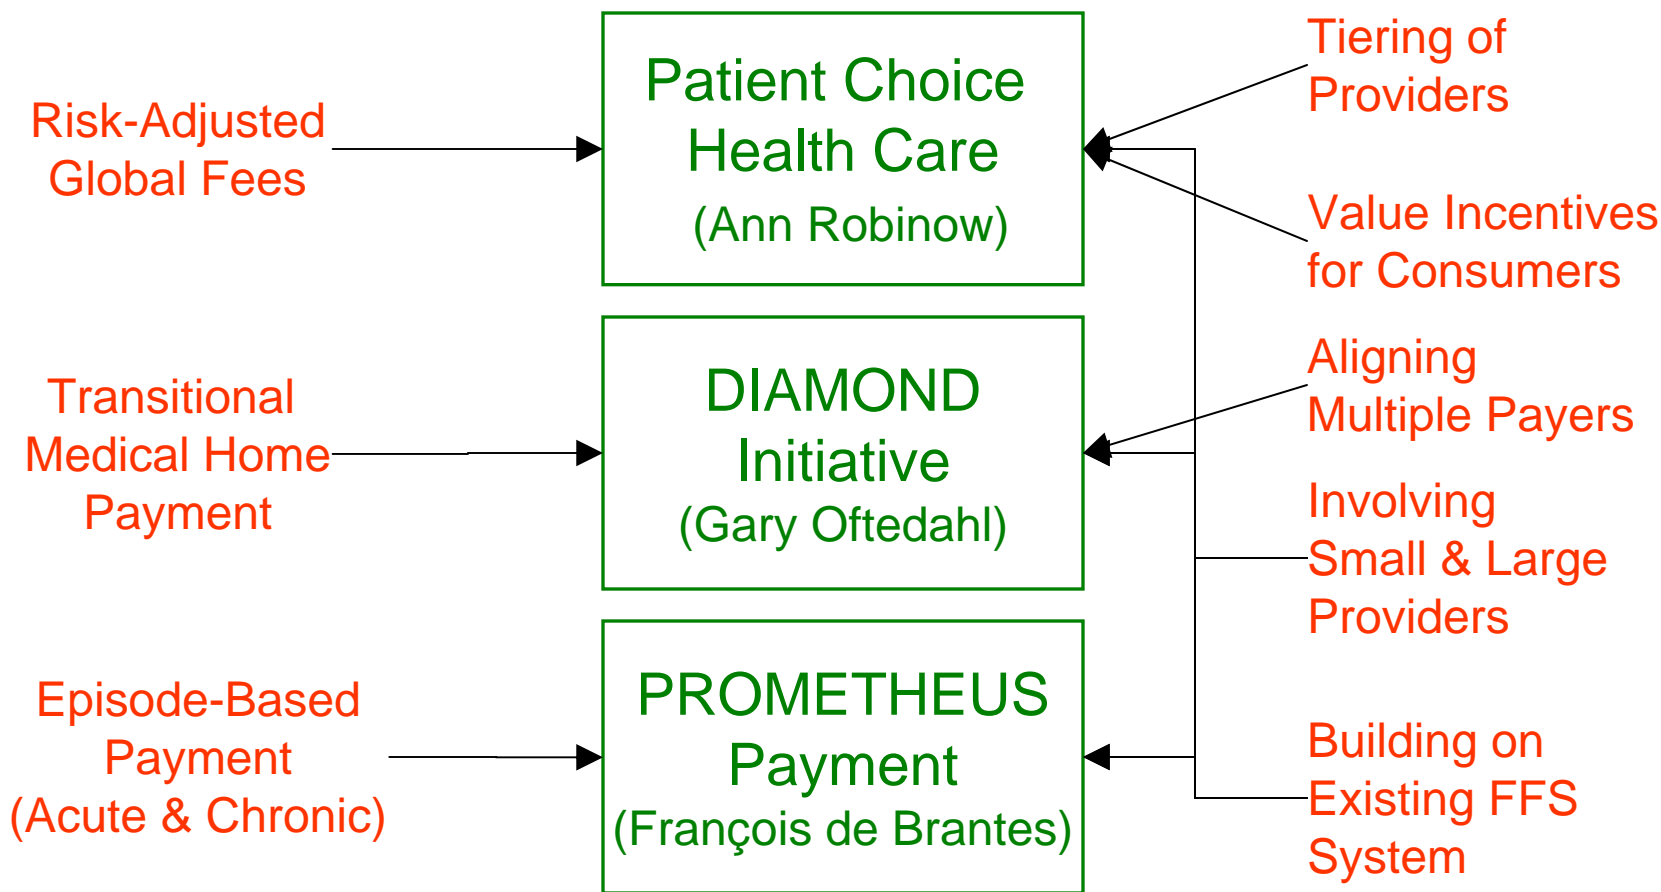 Risk-Adjusted
Global Fees
Patient Choice
Health Care
(Ann Robinow)
Tiering of
Providers
Value Incentives
for Consumers
Transitional
Medical Home
Payment
DIAMOND
Initiative
(Gary Oftedahl)
Aligning
Multiple Payers
Involving
Small & Large
Providers
Episode-Based
Payment
(Acute & Chronic)
PROMETHEUS
Payment
(François de Brantes)
Building on
Existing FFS
System